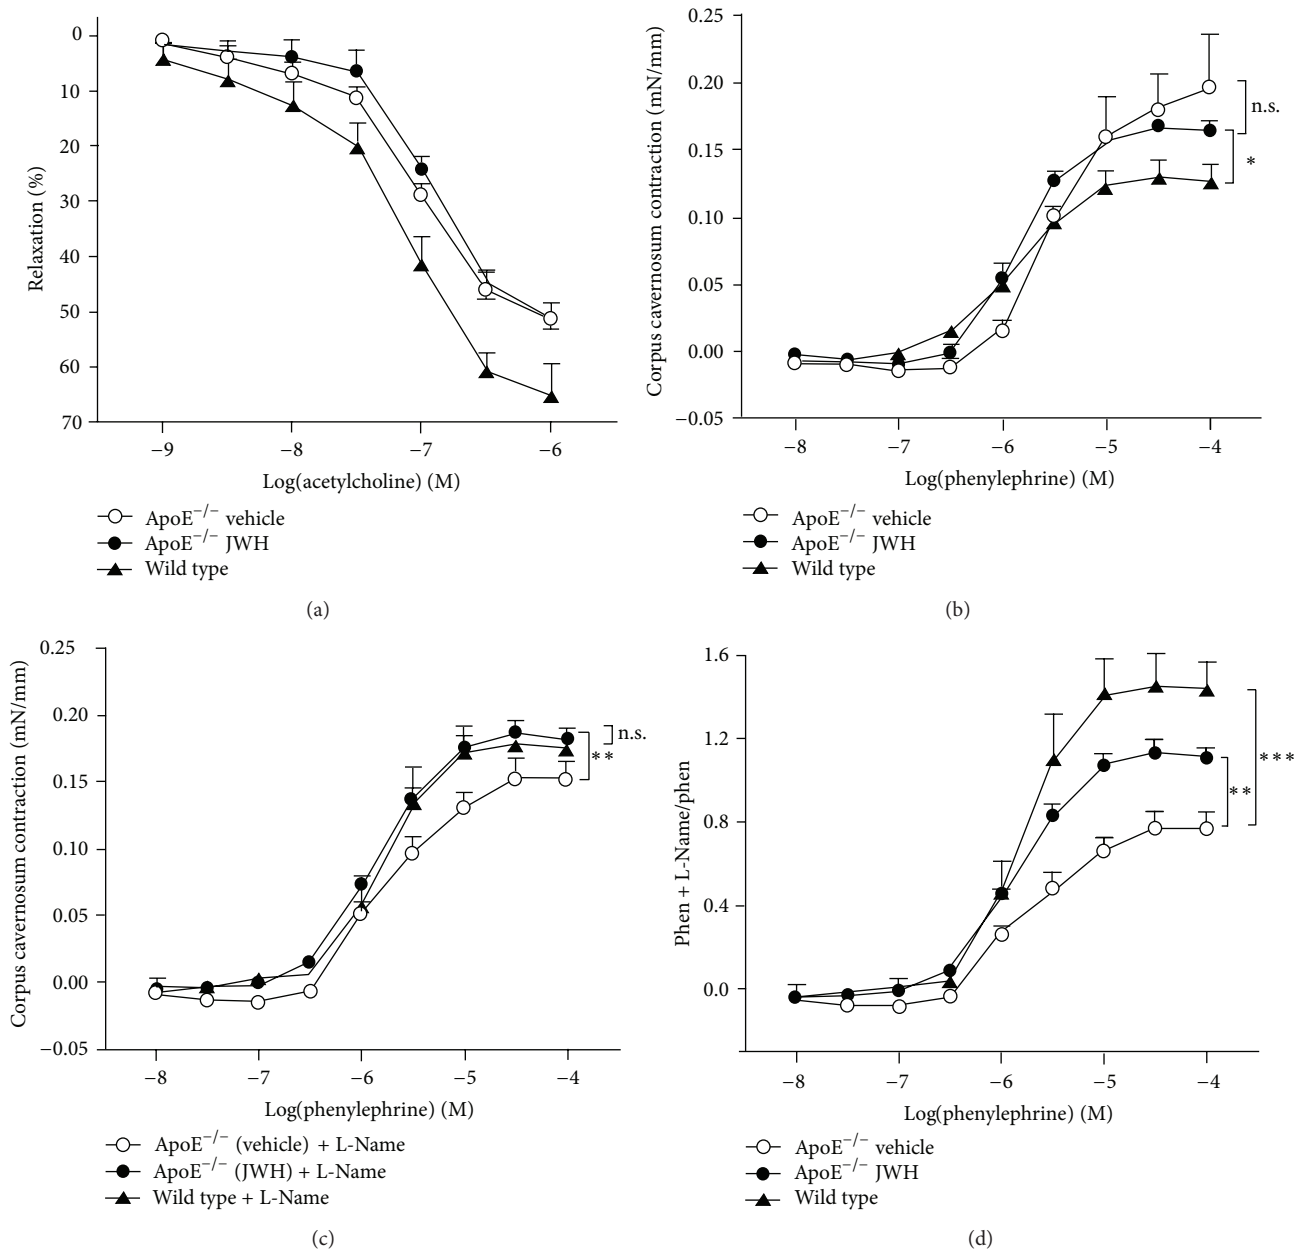 0
10
20
30
40
50
60
70
Relaxation (%)
−9
−8
−7
−6
Log(acetylcholine) (M)
ApoE−/− vehicle
ApoE−/− JWH
Wild type
(a)
0.25
0.20
0.15
0.10
0.05
0.00
−0.05
Corpus cavernosum contraction (mN/mm)
n.s.
*
−8
−7
−6
−5
−4
Log(phenylephrine) (M)
ApoE−/− vehicle
ApoE−/− JWH
Wild type
(b)
0.25
0.20
0.15
0.10
0.05
0.00
−0.05
Corpus cavernosum contraction (mN/mm)
n.s.
**
−8
−7
−6
−5
−4
Log(phenylephrine) (M)
ApoE−/− (vehicle) + L-Name
ApoE−/− (JWH) + L-Name
Wild type + L-Name
(c)
1.6
1.2
0.8
0.4
0.0
Phen + L-Name/phen
***
**
−8
−7
−6
−5
−4
Log(phenylephrine) (M)
ApoE−/− vehicle
ApoE−/− JWH
Wild type
(d)